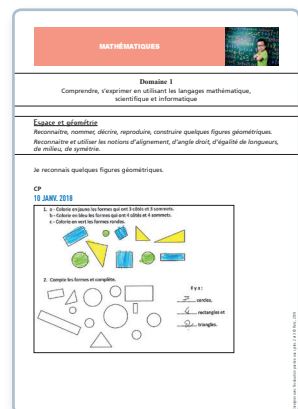 MATHÉMATIQUES
Domaine 1
Comprendre, s'exprimer en utilisant les langages mathématique,
scientifique et informatique
Espace et géométrie
Reconnaitre, nommer, décrire, reproduire, construire quelques figures géométriques.
Reconnaitre et utiliser les notions d'alignement, d'angle droit, d'égalité de longueurs,
de milieu, de symétrie.
Je reconnais quelques figures géométriques.
CP
10 JANV. 2018
1. a - Colorie en jaune les formes qui ont 3 côtés et 3 sommets.
b - Colorie en bleu les formes qui ont 4 côtés et 4 sommets.
c - Colorie en vert les formes rondes.
2. Compte les formes et complète.
Il y a :
7 cercles,
rectangles et
triangles.